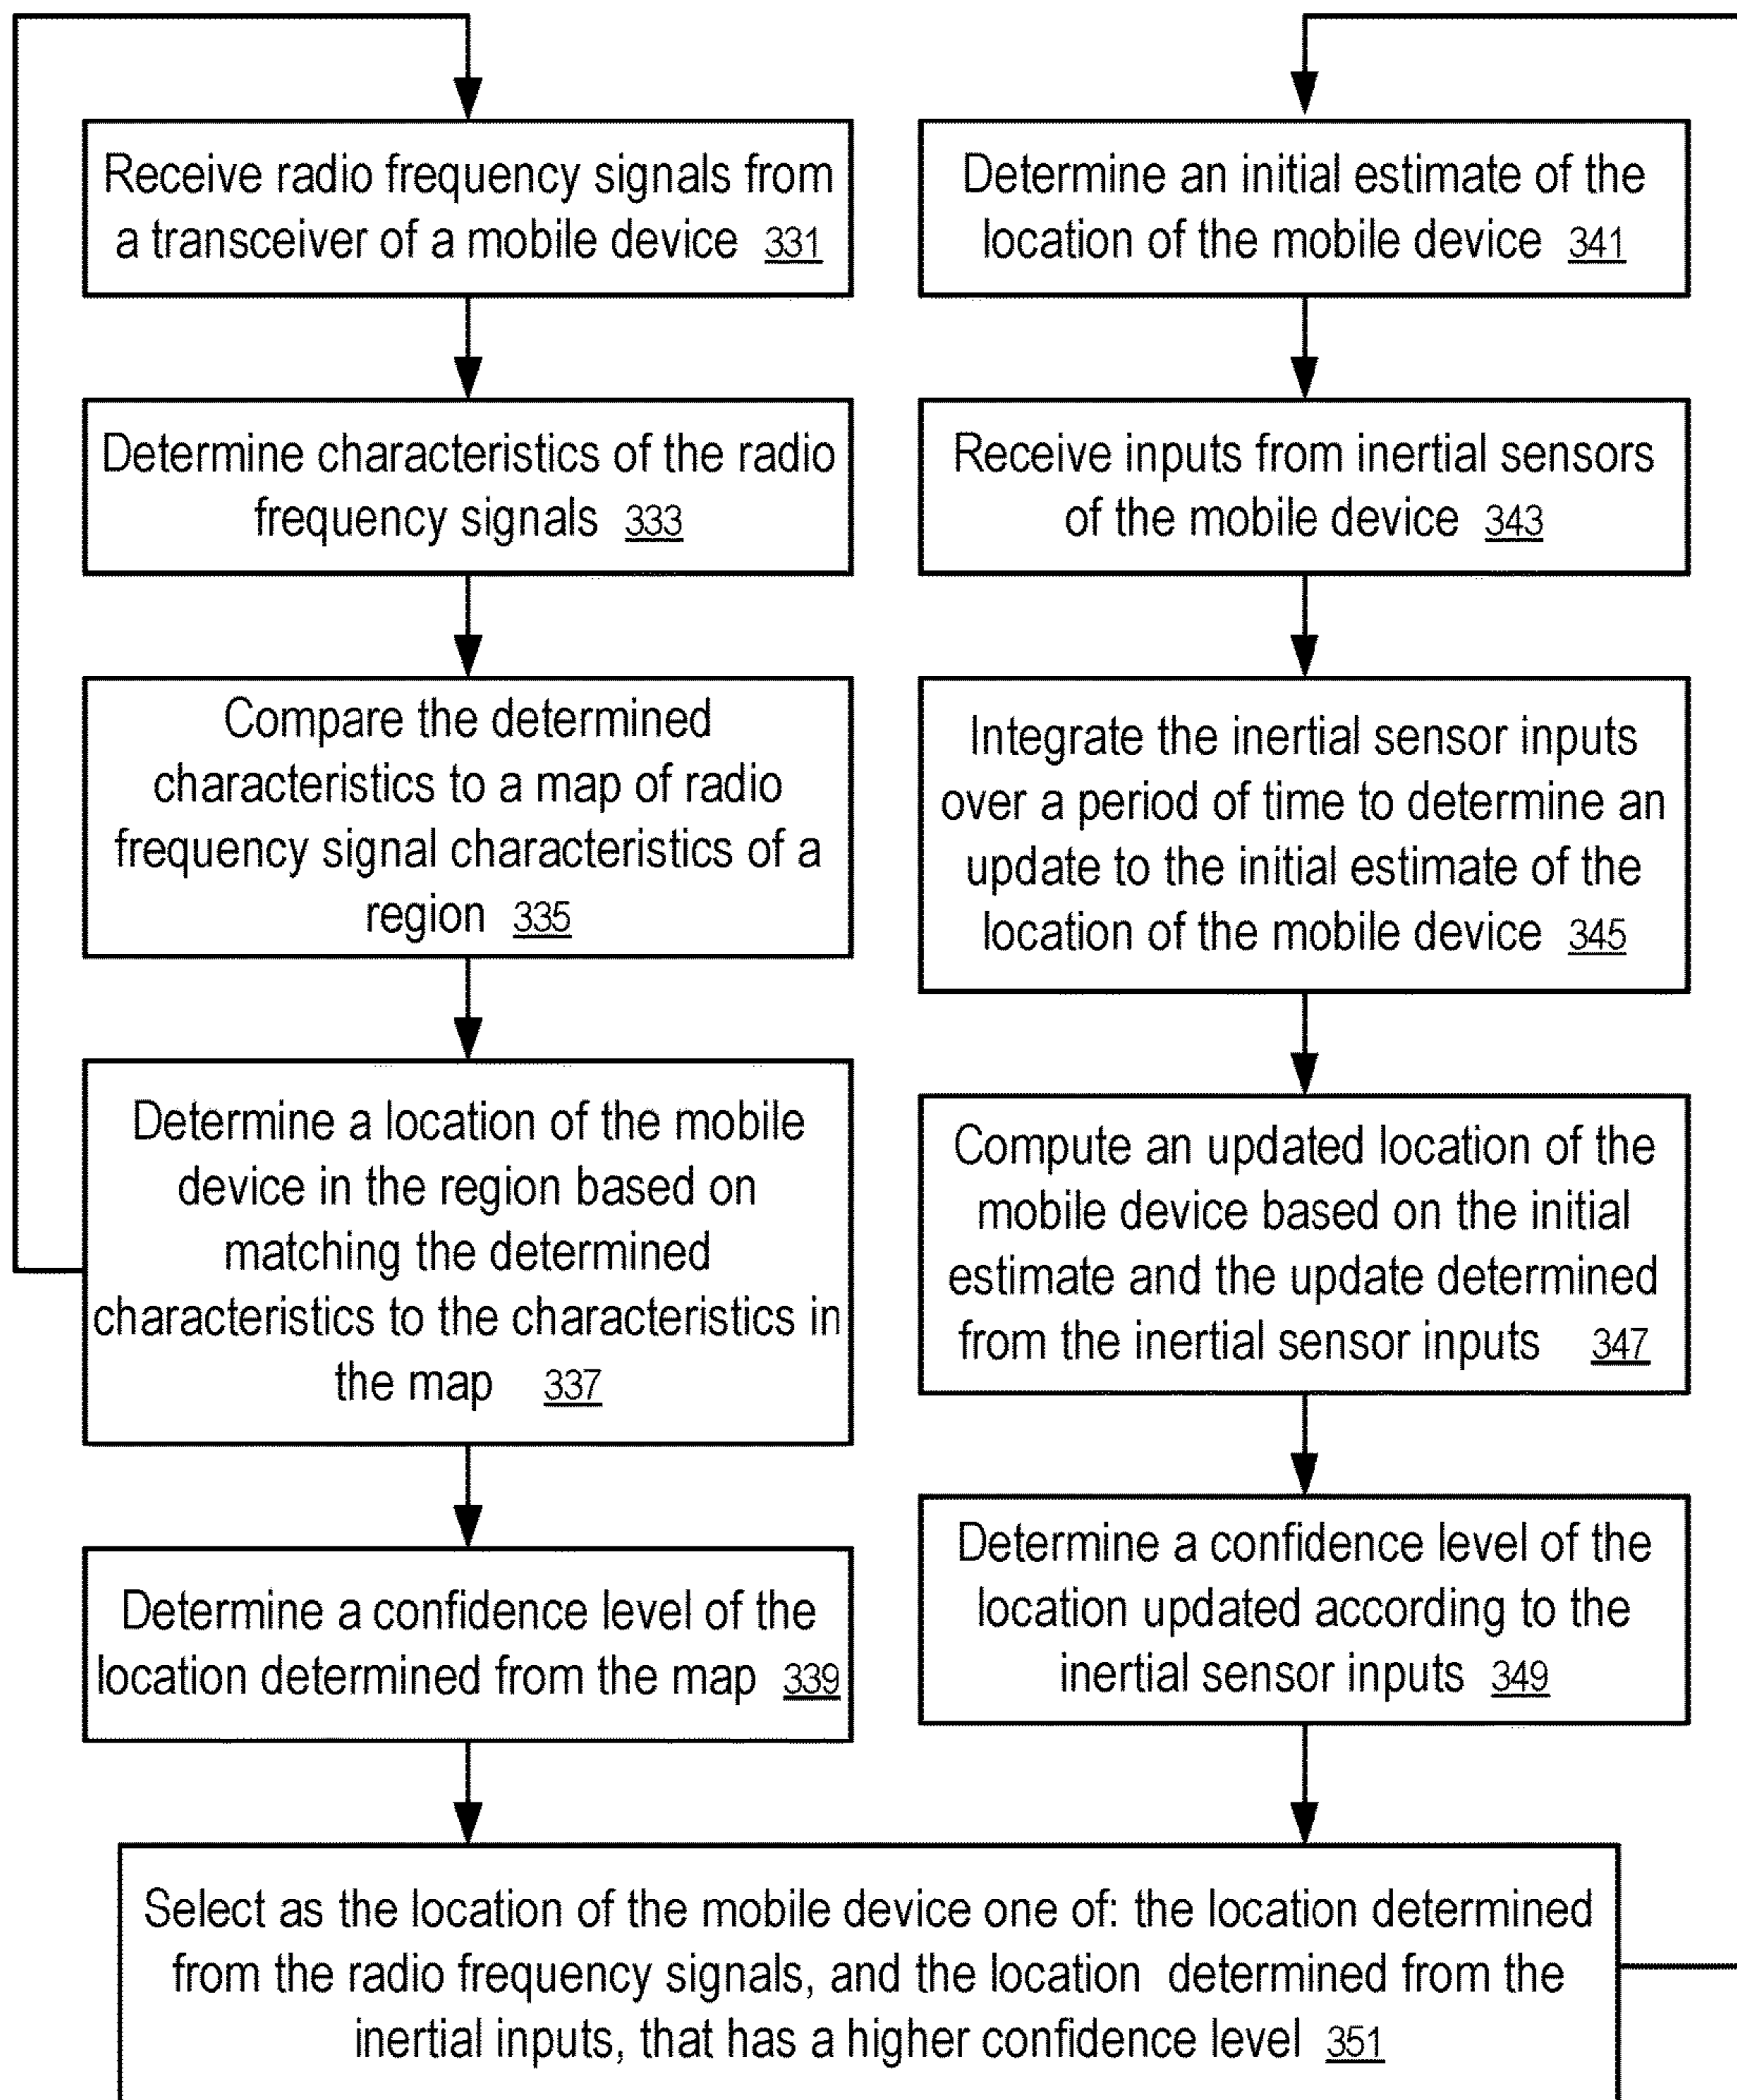 Receive radio frequency signals from
a transceiver of a mobile device 331
Determine characteristics of the radio
frequency signals 333
Compare the determined
characteristics to a map of radio
frequency signal characteristics of a
region 335
Determine a location of the mobile
device in the region based on
matching the determined
characteristics to the characteristics in
the map 337
Determine a confidence level of the
location determined from the map 339
Determine an initial estimate of the
location of the mobile device 341
Receive inputs from inertial sensors
of the mobile device 343
Integrate the inertial sensor inputs
over a period of time to determine an
update to the initial estimate of the
location of the mobile device 345
Compute an updated location of the
mobile device based on the initial
estimate and the update determined
from the inertial sensor inputs 347
Determine a confidence level of the
location updated according to the
inertial sensor inputs 349
Select as the location of the mobile device one of: the location determined
from the radio frequency signals, and the location determined from the
inertial inputs, that has a higher confidence level 351